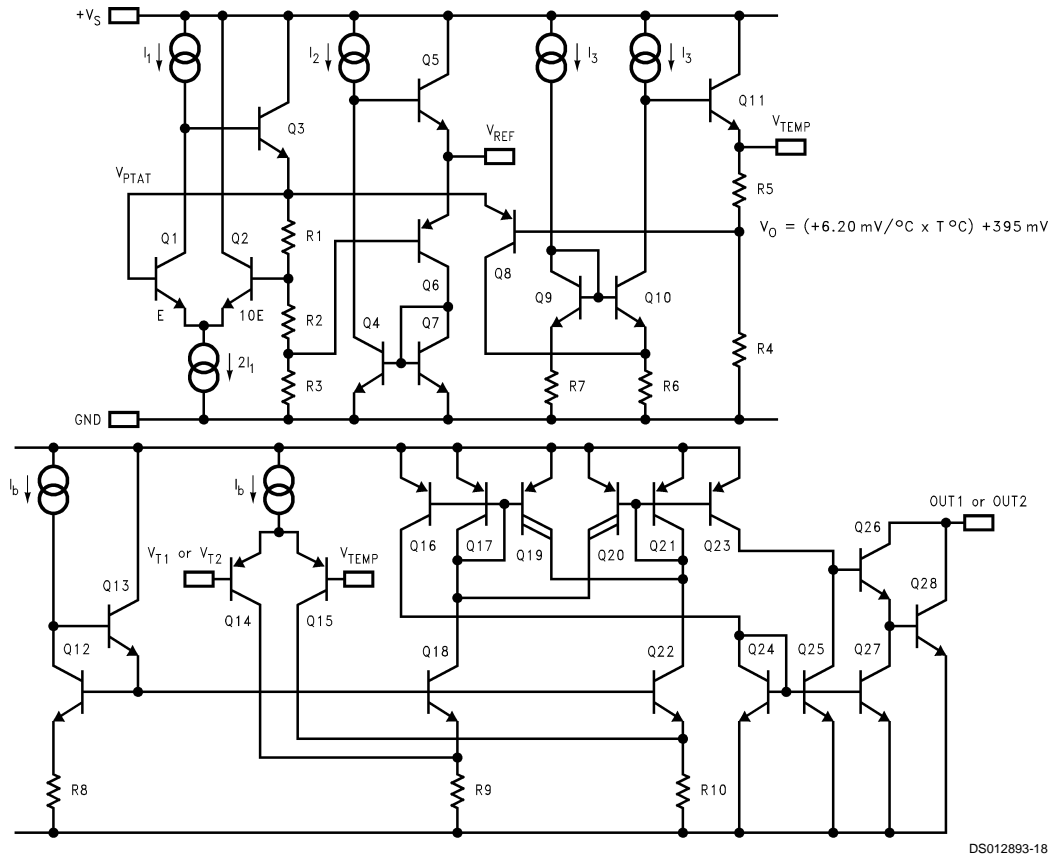 +VS
I1
I2
I3
I3
Q5
Q11
Q3
VREF
VTEMP
VPTAT
R5
Q1
Q2
R1
VO = (+6.20 mV/°C x T °C) +395 mV
Q8
Q6
Q9
Q10
E
10E
R2
Q4
Q7
R4
2I1
R3
R7
R6
GND
Ib
Ib
OUT1 or OUT2
Q16
Q17
Q19
Q20
Q21
Q23
Q26
VT1 or VT2
VTEMP
Q13
Q28
Q14
Q15
Q12
Q18
Q22
Q24
Q25
Q27
R8
R9
R10
DS012893-18